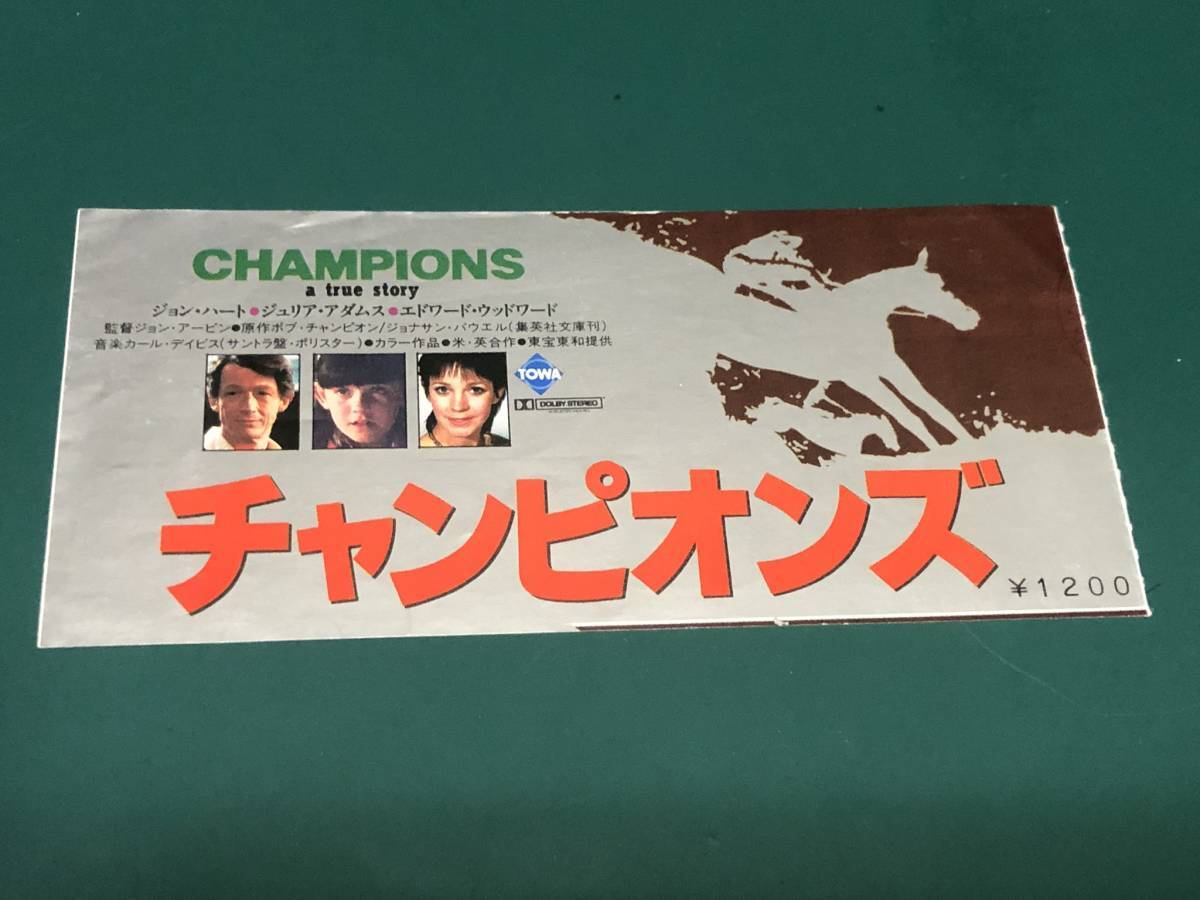 CHAMPIONS
a true story
ジョン・ハート●ジュリア・アダムス●エドワード・ウッドワード
監督ジョン・アービン●原作ボブ・チャンピオン/ジョナサン・パウエル(集英社文庫刊)
音楽カール・デイビス(サントラ盤・ポリスター)●カラー作品●米・英合作●東宝東和提供
TOWA
DOLBY STEREO
チャンピオンズ
¥1200